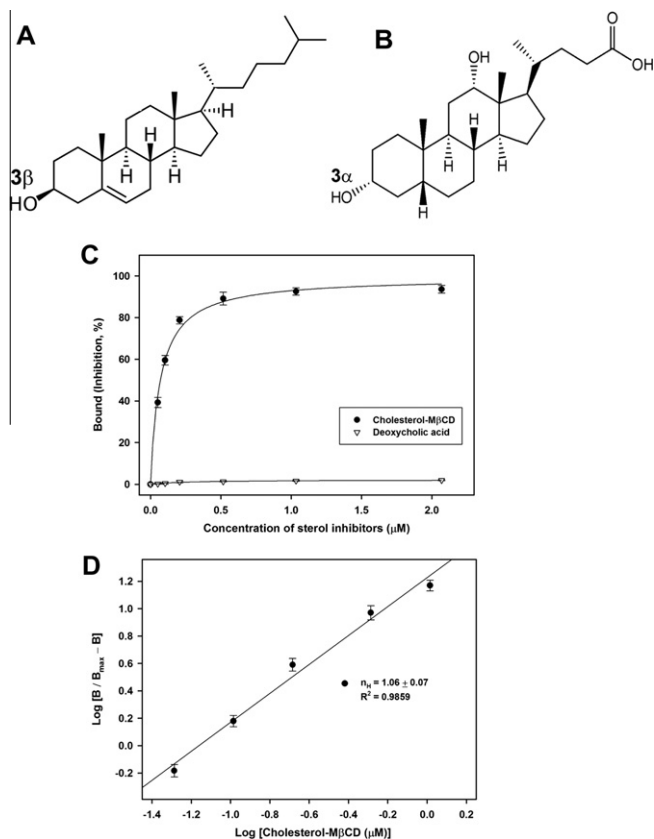 A
3β
HO
H
H
H
H
B
OH
O
OH
3α
HO
H
H
H
H
C
Bound (Inhibition, %)
100
80
60
40
20
0
Cholesterol-MβCD
Deoxycholic acid
0.0 0.5 1.0 1.5 2.0
Concentration of sterol inhibitors (μM)
D
Log [B / Bmax – B]
1.2
1.0
0.8
0.6
0.4
0.2
0.0
-0.2
nH = 1.06 ± 0.07
R² = 0.9859
-1.4 -1.2 -1.0 -0.8 -0.6 -0.4 -0.2 0.0 0.2
Log [Cholesterol-MβCD (μM)]